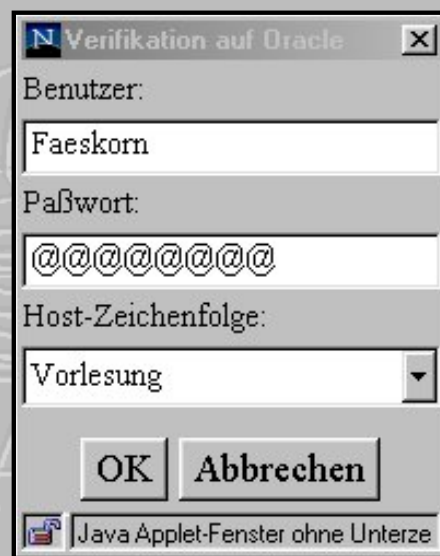 N Verifikation auf Oracle
Benutzer:
Faeskorn
Paßwort:
@@@@@@@@
Host-Zeichenfolge:
Vorlesung
OK Abbrechen
Java Applet-Fenster ohne Unterze